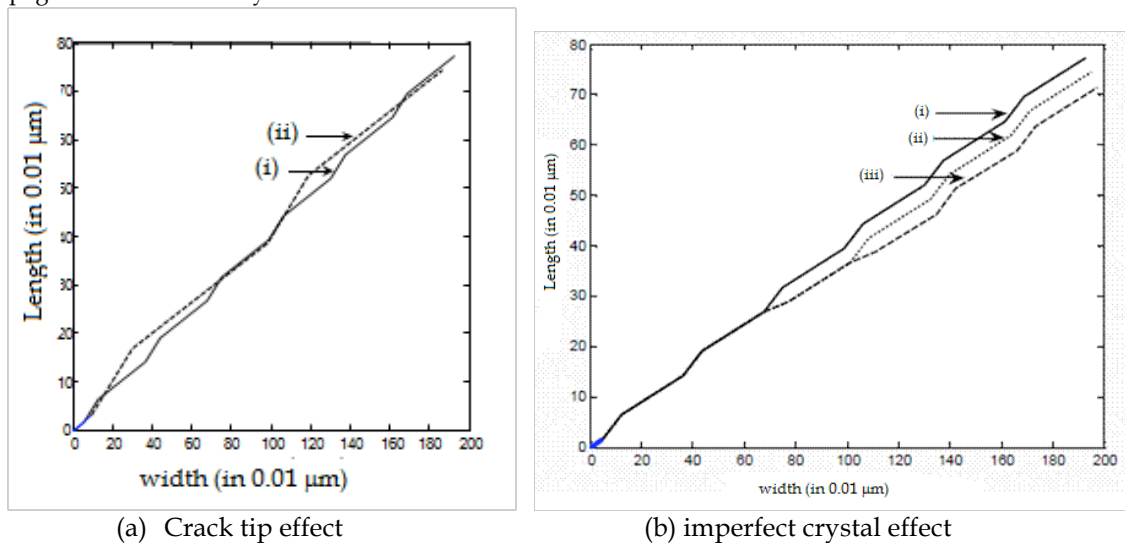 80
70
60
50
40
30
20
10
0
Length (in 0.01 μm)
(ii)
(i)
0 20 40 60 80 100 120 140 160 180 200
width (in 0.01 μm)
(a) Crack tip effect
80
70
60
50
40
30
20
10
0
Length (in 0.01 μm)
(i)
(ii)
(iii)
0 20 40 60 80 100 120 140 160 180 200
width (in 0.01 μm)
(b) imperfect crystal effect